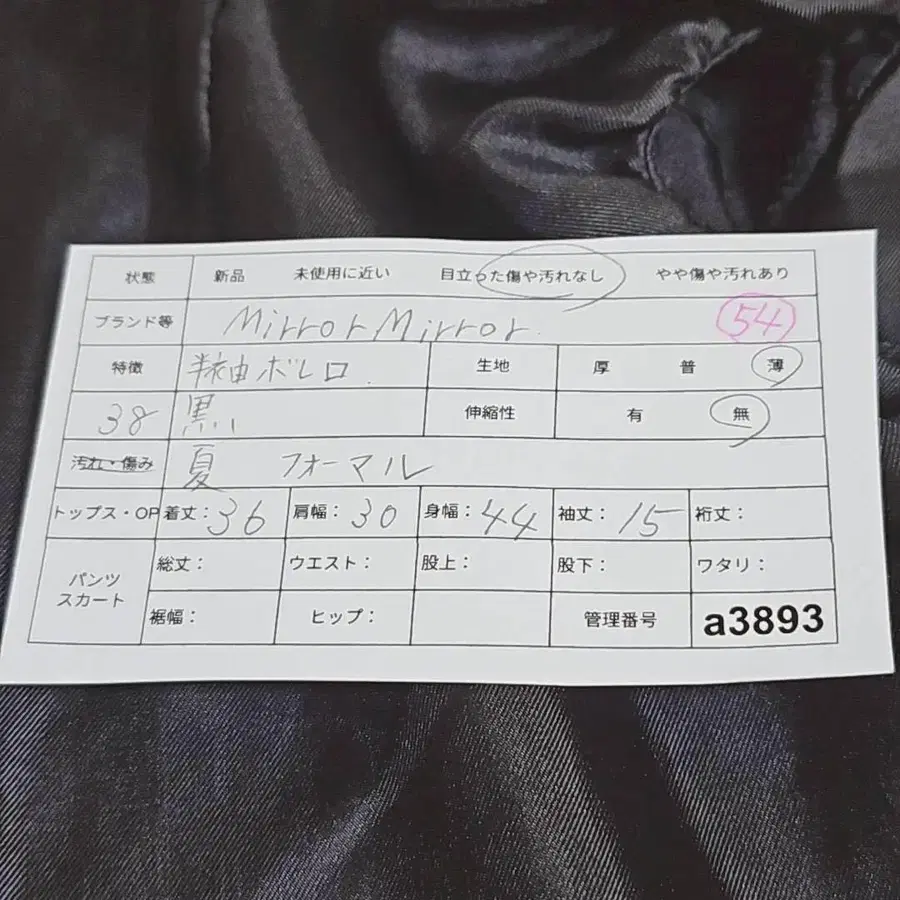 状態 新品 未使用に近い 目立った傷や汚れなし やや傷や汚れあり
ブランド等 MirrorMirror 54
特徴 半袖ボレロ 生地 厚 普 薄
38 黒 伸縮性 有 無
汚れ・傷み 夏 フォーマル
トップス・OP 着丈：36 肩幅：30 身幅：44 袖丈：15 裄丈：
パンツ 総丈： ウエスト： 股上： 股下： ワタリ：
スカート 裾幅： ヒップ： 管理番号 a3893